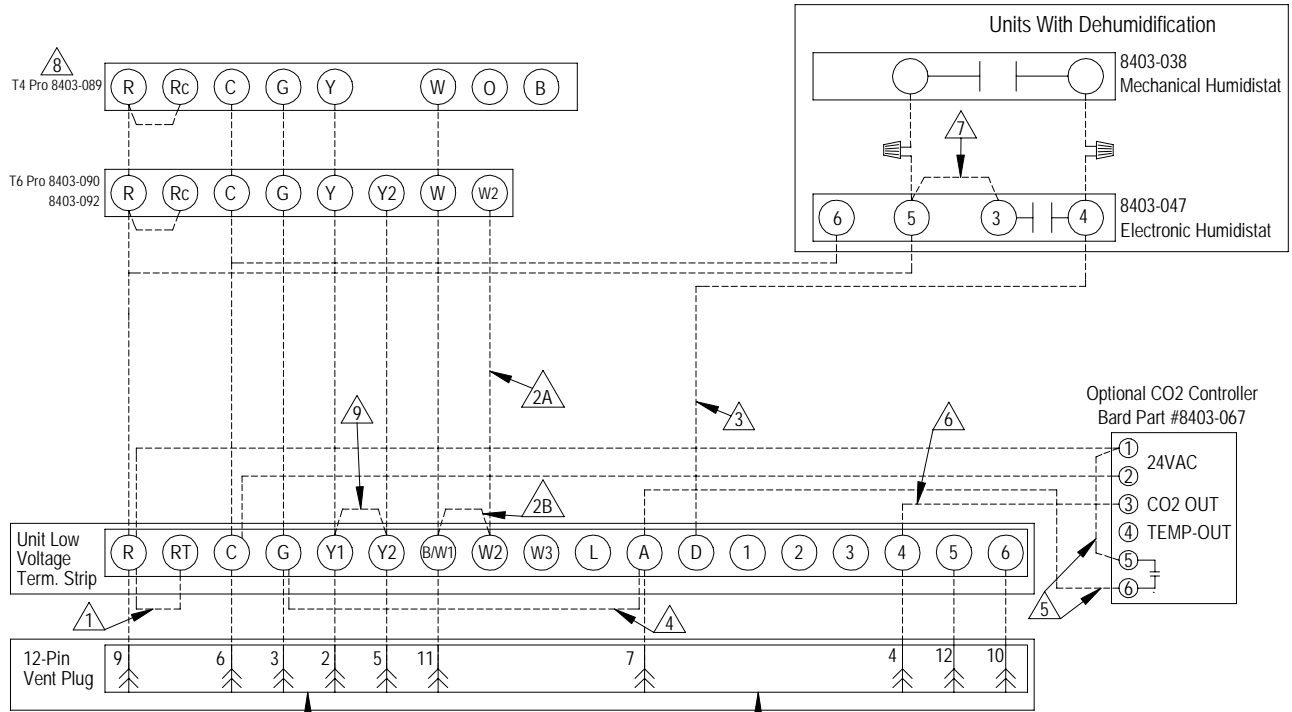 Units With Dehumidification
8403-038
Mechanical Humidistat
8
T4 Pro 8403-089
R Rc C G Y W O B
7
T6 Pro 8403-090
8403-092
R Rc C G Y Y2 W W2
6 5 3 4
8403-047
Electronic Humidistat
2A
9
3
6
2B
Optional CO2 Controller
Bard Part #8403-067
1
24VAC
2
3 CO2 OUT
4 TEMP-OUT
5
6
5
Unit Low
Voltage
Term. Strip
R RT C G Y1 Y2 B/W1 W2 W3 L A D 1 2 3 4 5 6
1
4
12-Pin
Vent Plug
9 6 3 2 5 11 7 4 12 10